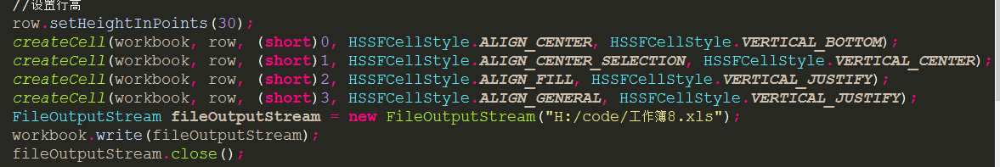 //设置行高
row.setHeightInPoints(30);
createCell(workbook, row, (short)0, HSSFCellStyle.ALIGN_CENTER, HSSFCellStyle.VERTICAL_BOTTOM);
createCell(workbook, row, (short)1, HSSFCellStyle.ALIGN_CENTER_SELECTION, HSSFCellStyle.VERTICAL_CENTER);
createCell(workbook, row, (short)2, HSSFCellStyle.ALIGN_FILL, HSSFCellStyle.VERTICAL_JUSTIFY);
createCell(workbook, row, (short)3, HSSFCellStyle.ALIGN_GENERAL, HSSFCellStyle.VERTICAL_JUSTIFY);
FileOutputStream fileOutputStream = new FileOutputStream("H:/code/工作簿8.xls");
workbook.write(fileOutputStream);
fileOutputStream.close();